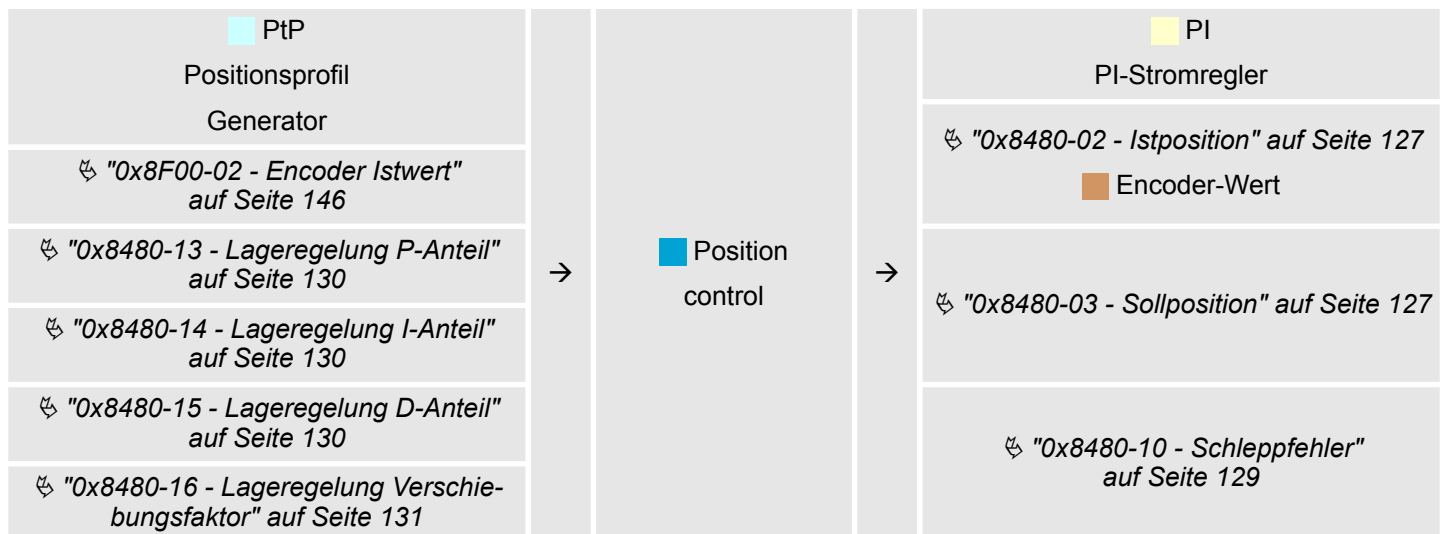 PtP
Positionsprofil
Generator
"0x8F00-02 - Encoder Istwert"
auf Seite 146
"0x8480-13 - Lageregelung P-Anteil"
auf Seite 130
"0x8480-14 - Lageregelung I-Anteil"
auf Seite 130
"0x8480-15 - Lageregelung D-Anteil"
auf Seite 130
"0x8480-16 - Lageregelung Verschie-
bungsfaktor" auf Seite 131
→
Position
control
→
PI
PI-Stromregler
"0x8480-02 - Istposition" auf Seite 127
Encoder-Wert
"0x8480-03 - Sollposition" auf Seite 127
"0x8480-10 - Schleppfehler"
auf Seite 129